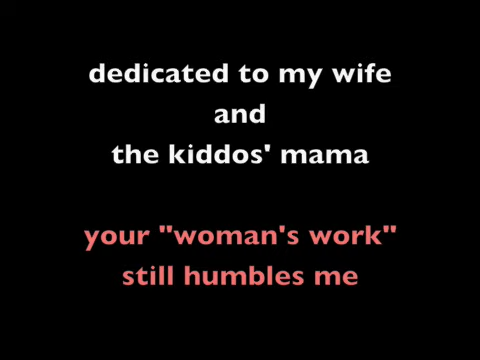 dedicated to my wife
and
the kiddos' mama
your "woman's work"
still humbles me